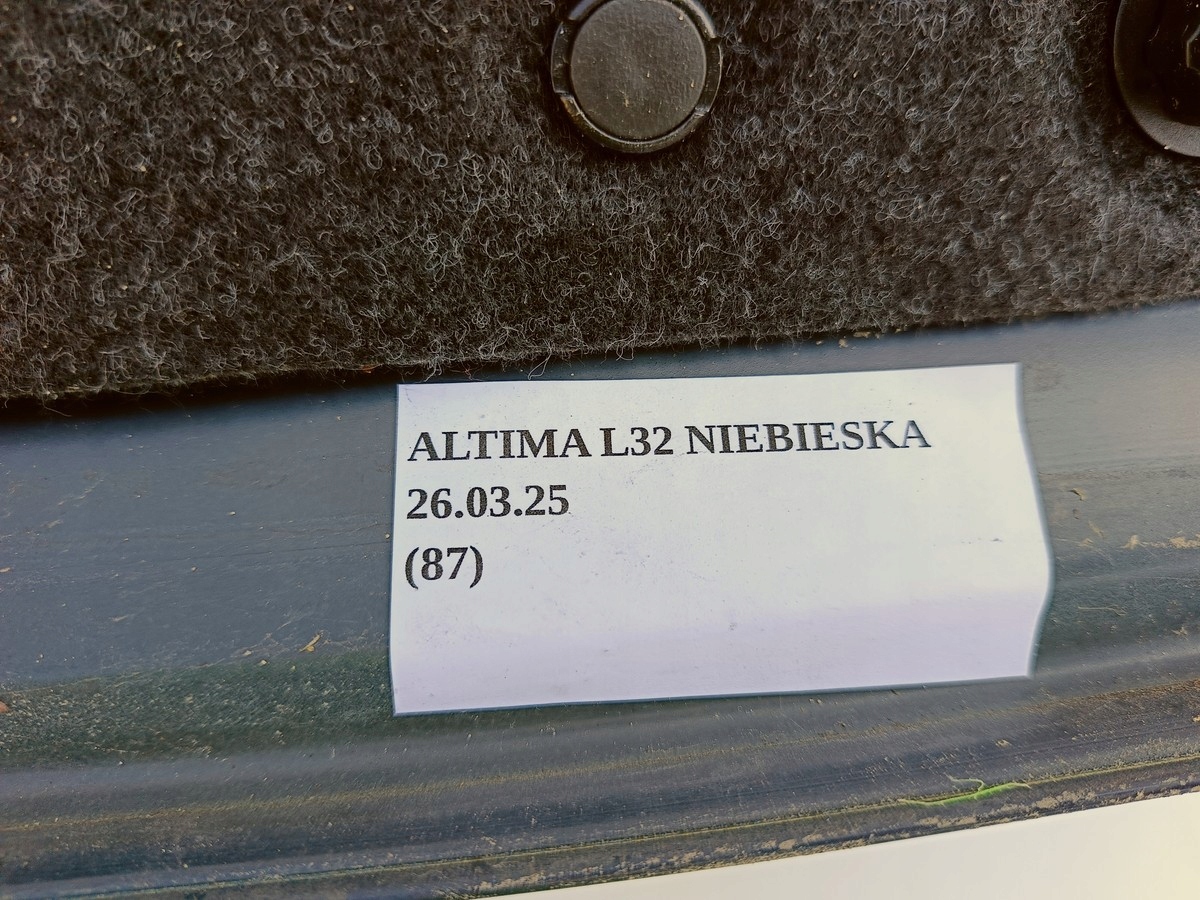 ALTIMA L32 NIEBIESKA
26.03.25
(87)